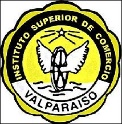 INSTITUTO SUPERIOR DE COMERCIO
VALPARAISO